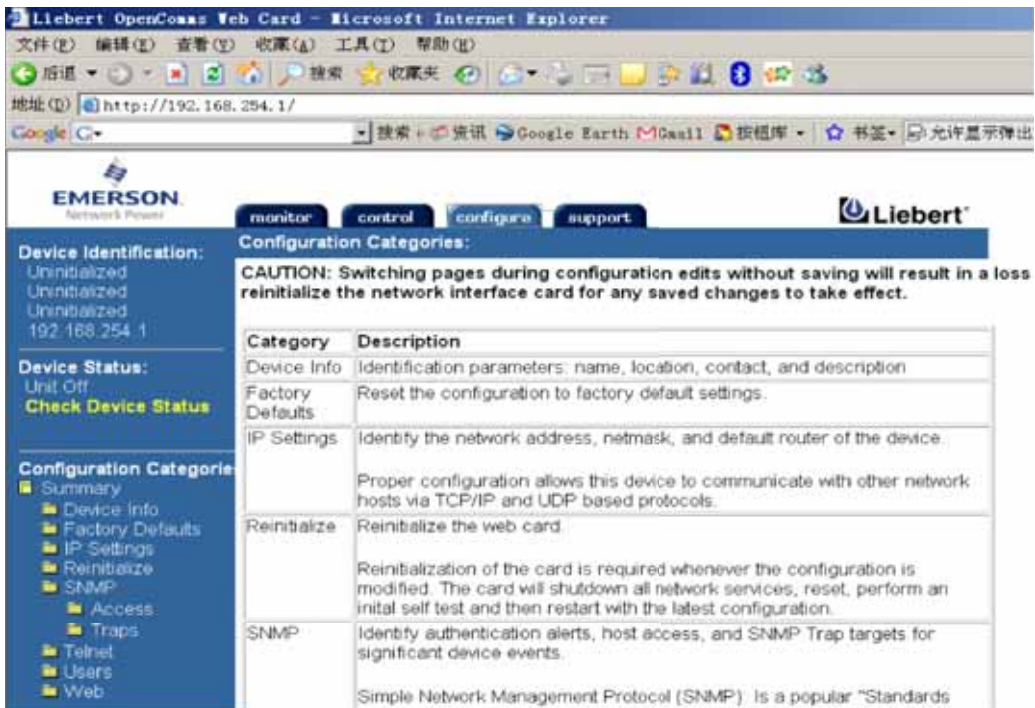 Liebert OpenComms Web Card - Microsoft Internet Explorer
文件(F) 编辑(E) 查看(V) 收藏(A) 工具(T) 帮助(H)
后退 搜索 收藏夹
地址(D) http://192.168.254.1/
Google G 搜索 资讯 Google Earth Gmail 按钮库 书签 允许显示弹出
EMERSON
Network Power
monitor control configure support
Liebert
Configuration Categories:
CAUTION: Switching pages during configuration edits without saving will result in a loss
reinitialize the network interface card for any saved changes to take effect.
Device Identification:
Uninitialized
Uninitialized
Uninitialized
192.168.254.1
Device Status:
Unit Off
Check Device Status
Configuration Categorie
Summary
Device Info
Factory Defaults
IP Settings
Reinitialize
SNMP
Access
Traps
Telnet
Users
Web
Category Description
Device Info Identification parameters: name, location, contact, and description
Factory Defaults Reset the configuration to factory default settings.
IP Settings Identify the network address, netmask, and default router of the device.
Proper configuration allows this device to communicate with other network
hosts via TCP/IP and UDP based protocols.
Reinitialize Reinitialize the web card.
Reinitialization of the card is required whenever the configuration is
modified. The card will shutdown all network services, reset, perform an
inital self test and then restart with the latest configuration.
SNMP Identify authentication alerts, host access, and SNMP Trap targets for
significant device events.
Simple Network Management Protocol (SNMP) Is a popular "Standards